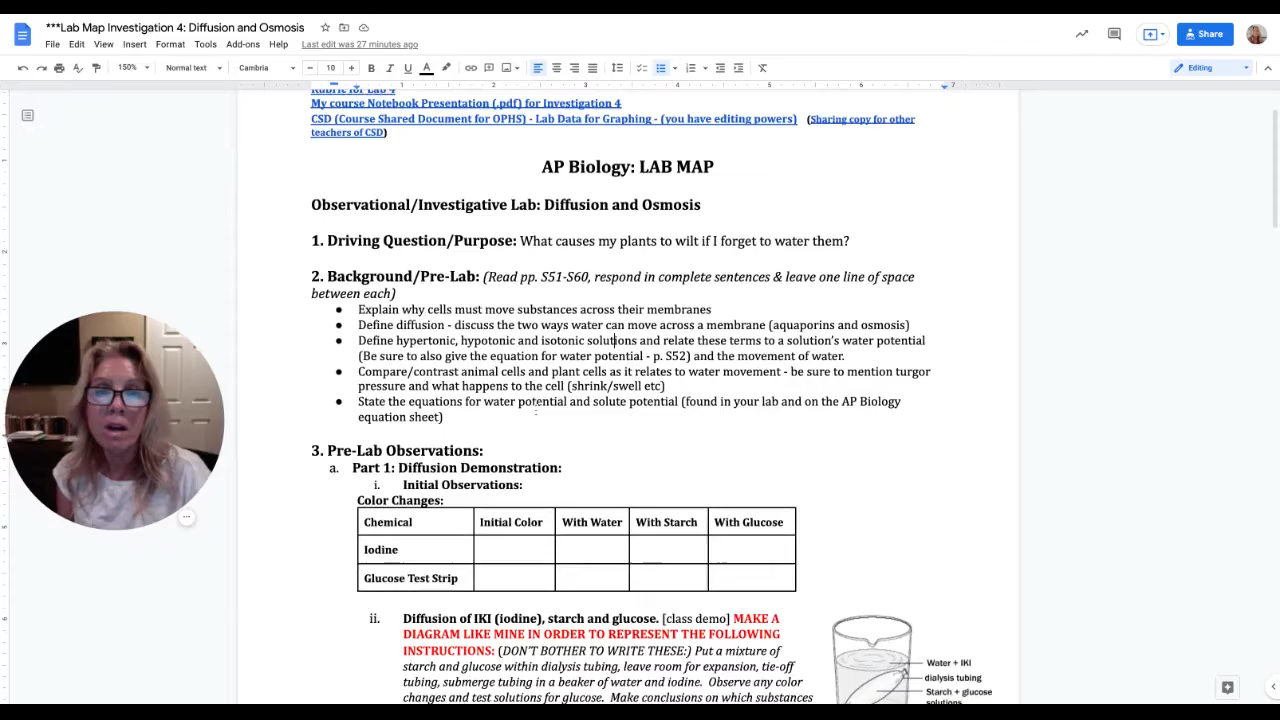 ***Lab Map Investigation 4: Diffusion and Osmosis
File Edit View Insert Format Tools Add-ons Help Last edit was 27 minutes ago
Share
150% Normal text Cambria 10 B I U A Editing
1 2 3 4 5 6 7
Rubric for Lab 4
My course Notebook Presentation (.pdf) for Investigation 4
CSD (Course Shared Document for OPHS) - Lab Data for Graphing - (you have editing powers) (Sharing copy for other
teachers of CSD)
AP Biology: LAB MAP
Observational/Investigative Lab: Diffusion and Osmosis
1. Driving Question/Purpose: What causes my plants to wilt if I forget to water them?
2. Background/Pre-Lab: (Read pp. S51-S60, respond in complete sentences & leave one line of space
between each)
● Explain why cells must move substances across their membranes
● Define diffusion - discuss the two ways water can move across a membrane (aquaporins and osmosis)
● Define hypertonic, hypotonic and isotonic solutions and relate these terms to a solution's water potential
(Be sure to also give the equation for water potential - p. S52) and the movement of water.
● Compare/contrast animal cells and plant cells as it relates to water movement - be sure to mention turgor
pressure and what happens to the cell (shrink/swell etc)
● State the equations for water potential and solute potential (found in your lab and on the AP Biology
equation sheet)
3. Pre-Lab Observations:
a. Part 1: Diffusion Demonstration:
i. Initial Observations:
Color Changes:
Chemical Initial Color With Water With Starch With Glucose
Iodine
Glucose Test Strip
ii. Diffusion of IKI (iodine), starch and glucose. [class demo] MAKE A
DIAGRAM LIKE MINE IN ORDER TO REPRESENT THE FOLLOWING
INSTRUCTIONS: (DON'T BOTHER TO WRITE THESE:) Put a mixture of
starch and glucose within dialysis tubing, leave room for expansion, tie-off
tubing, submerge tubing in a beaker of water and iodine. Observe any color
changes and test solutions for glucose. Make conclusions on which substances
Water + IKI
dialysis tubing
Starch + glucose
solutions